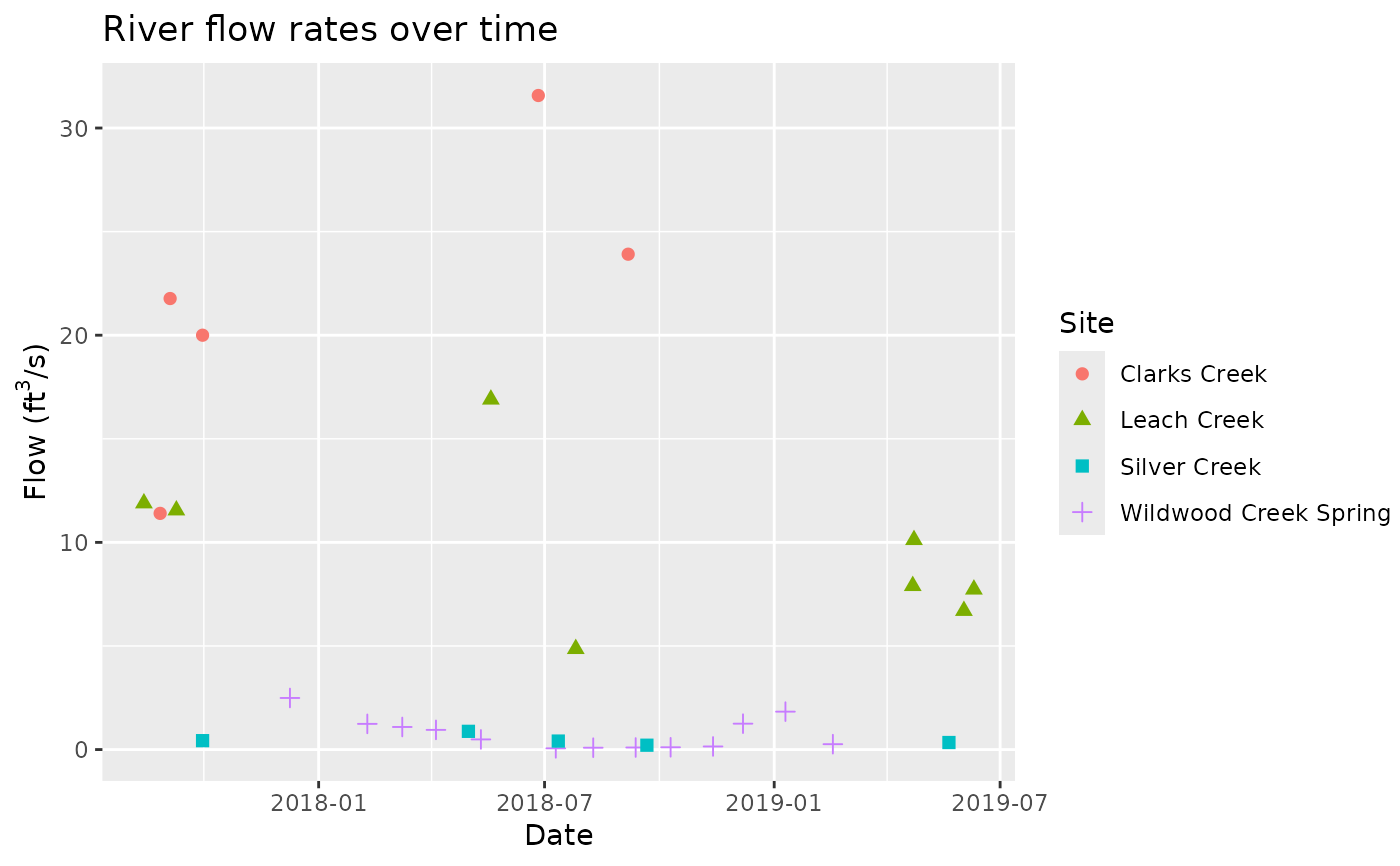 River flow rates over time
30
20
10
0
Flow (ft³/s)
2018-01
2018-07
2019-01
2019-07
Date
Site
Clarks Creek
Leach Creek
Silver Creek
Wildwood Creek Spring